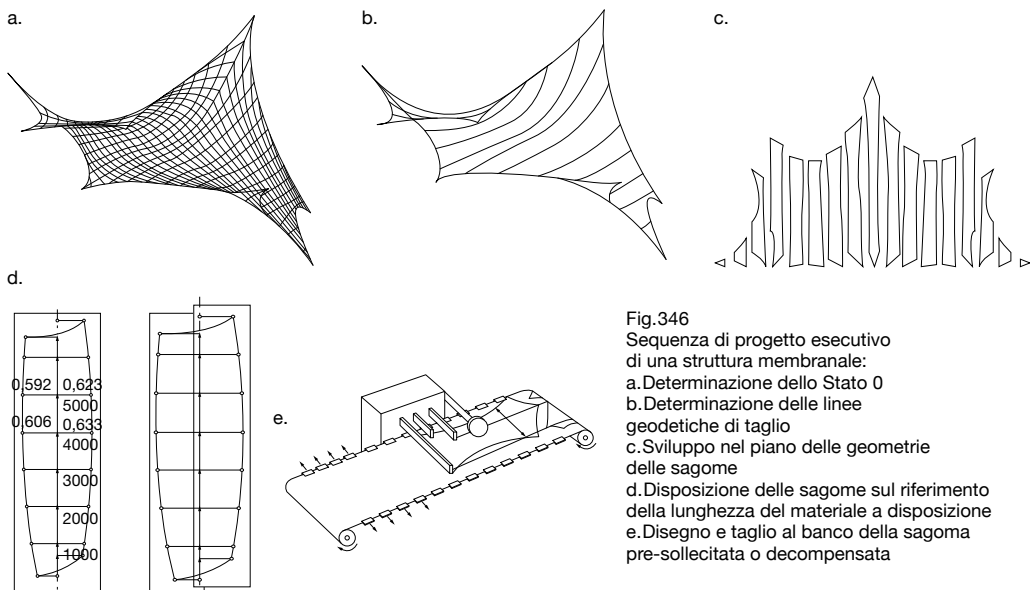 a.
b.
c.
d.
0,592 0,623
5000
0,606 0,633
4000
3000
2000
1000
e.
Fig.346
Sequenza di progetto esecutivo
di una struttura membranale:
a.Determinazione dello Stato 0
b.Determinazione delle linee
geodetiche di taglio
c.Sviluppo nel piano delle geometrie
delle sagome
d.Disposizione delle sagome sul riferimento
della lunghezza del materiale a disposizione
e.Disegno e taglio al banco della sagoma
pre-sollecitata o decompensata